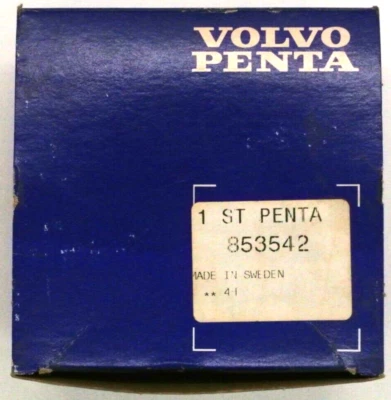 VOLVO
PENTA
1 ST PENTA
853542
MADE IN SWEDEN
** 41